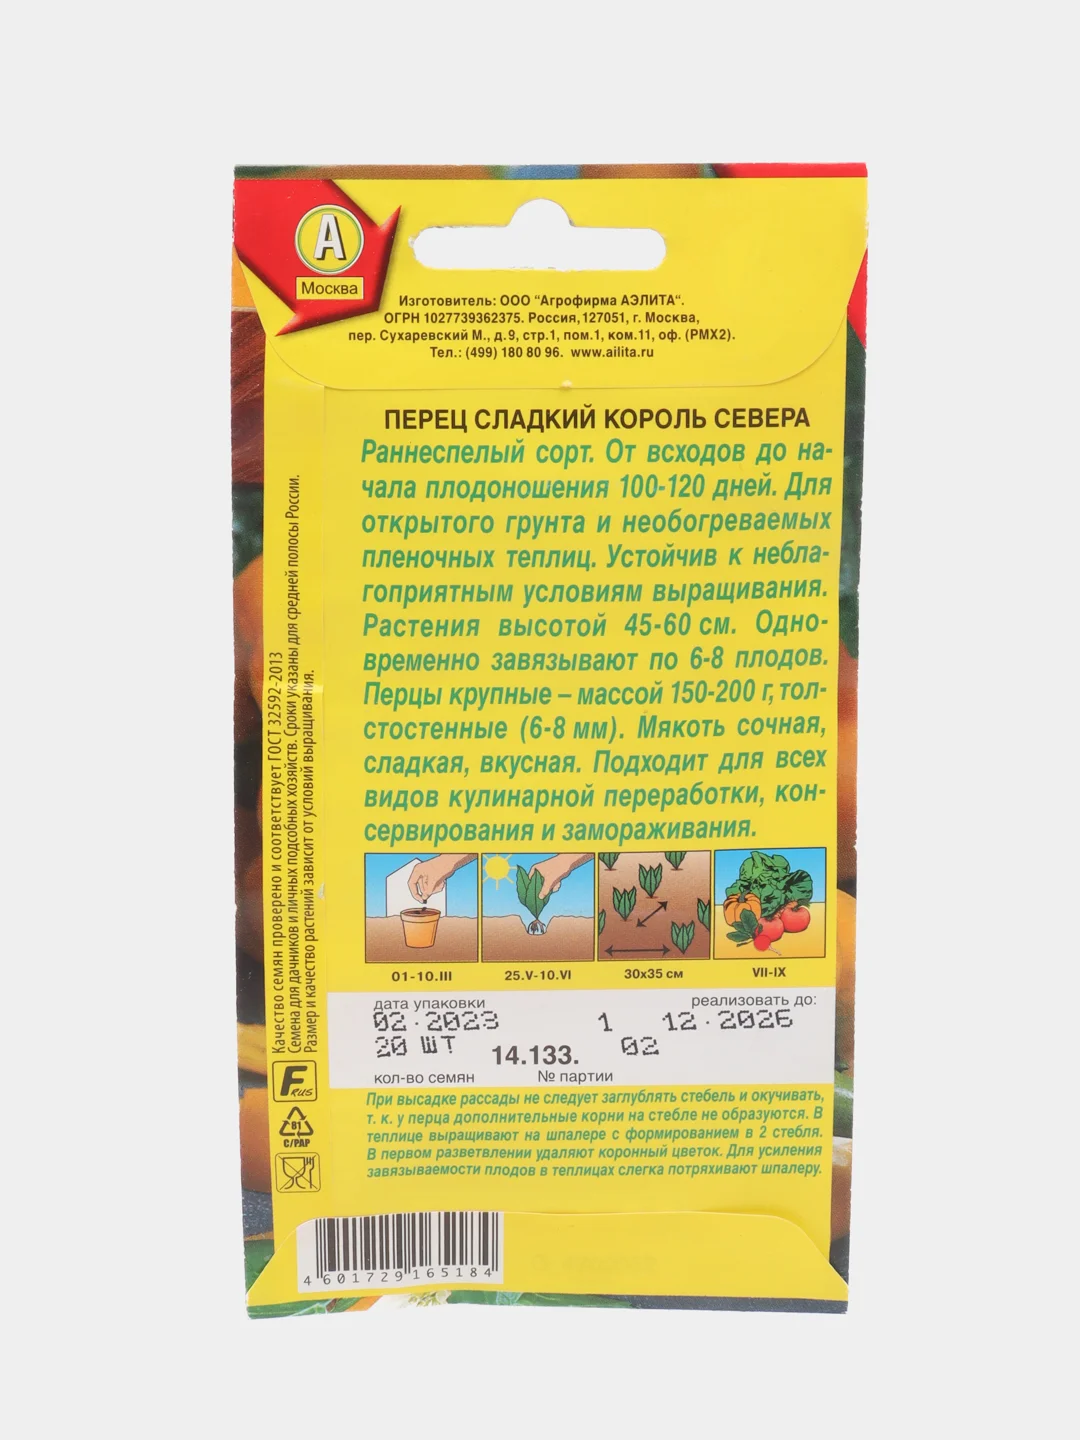 А
Москва
Изготовитель: ООО “Агрофирма АЭЛИТА“.
ОГРН 1027739362375. Россия, 127051, г. Москва,
пер. Сухаревский М., д.9, стр.1, пом.1, ком.11, оф. (РМХ2).
Тел.: (499) 180 80 96. www.ailita.ru
ПЕРЕЦ СЛАДКИЙ КОРОЛЬ СЕВЕРА
Раннеспелый сорт. От всходов до на-
чала плодоношения 100-120 дней. Для
открытого грунта и необогреваемых
пленочных теплиц. Устойчив к небла-
гоприятным условиям выращивания.
Растения высотой 45-60 см. Одно-
временно завязывают по 6-8 плодов.
Перцы крупные – массой 150-200 г, тол-
стостенные (6-8 мм). Мякоть сочная,
сладкая, вкусная. Подходит для всех
видов кулинарной переработки, кон-
сервирования и замораживания.
01-10.III 25.V-10.VI 30х35 см VII-IX
дата упаковки реализовать до:
02.2023 1 12.2026
20 ШТ 14.133. 02
кол-во семян № партии
При высадке рассады не следует заглублять стебель и окучивать,
т. к. у перца дополнительные корни на стебле не образуются. В
теплице выращивают на шпалере с формированием в 2 стебля.
В первом разветвлении удаляют коронный цветок. Для усиления
завязываемости плодов в теплицах слегка потряхивают шпалеру.
Качество семян проверено и соответствует ГОСТ 32592-2013
Семена для дачников и личных подсобных хозяйств. Сроки указаны для средней полосы России.
Размер и качество растений зависит от условий выращивания.
F RUS
81
C/PAP
4 601729 165184